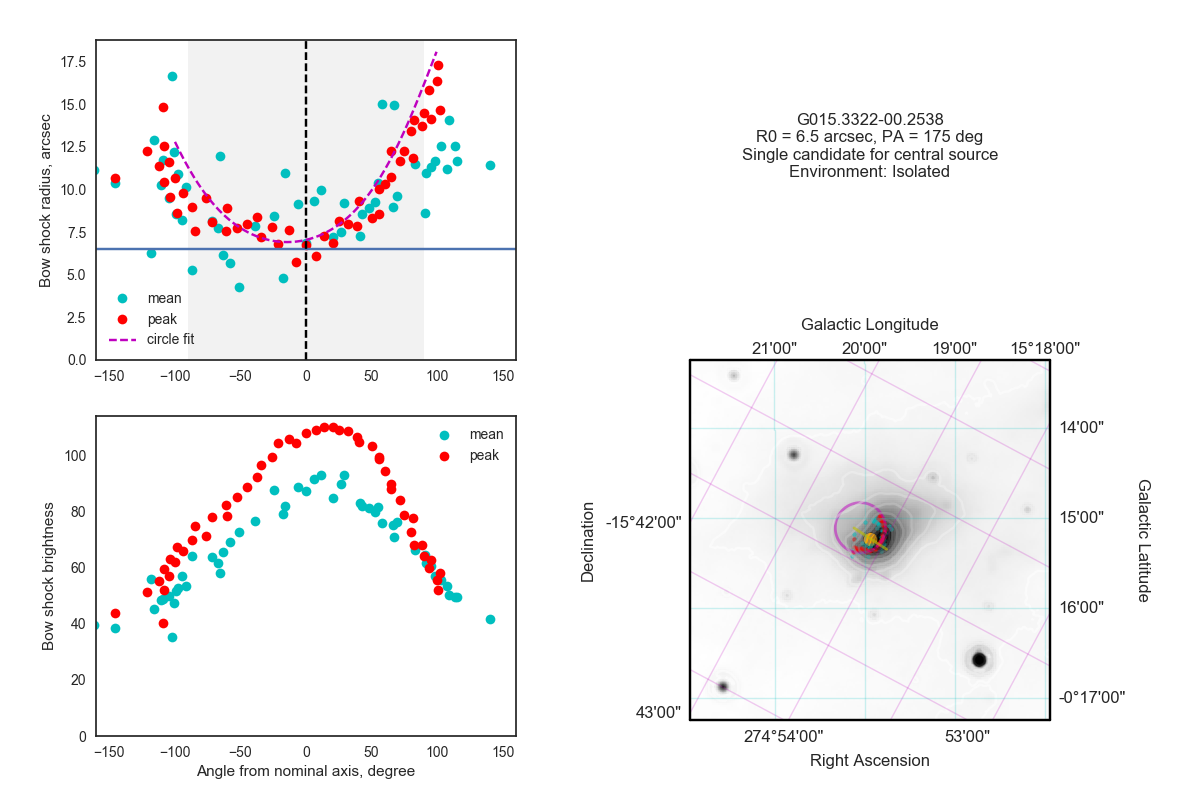 17.5
15.0
12.5
10.0
7.5
5.0
2.5
0.0
Bow shock radius, arcsec
mean
peak
circle fit
−150
−100
−50
0
50
100
150
100
80
60
40
20
0
Bow shock brightness
mean
peak
−150
−100
−50
0
50
100
150
Angle from nominal axis, degree
G015.3322-00.2538
R0 = 6.5 arcsec, PA = 175 deg
Single candidate for central source
Environment: Isolated
Galactic Longitude
21'00" 20'00" 19'00" 15°18'00"
14'00"
15'00"
16'00"
-0°17'00"
Galactic Latitude
-15°42'00"
43'00"
Declination
274°54'00" 53'00"
Right Ascension